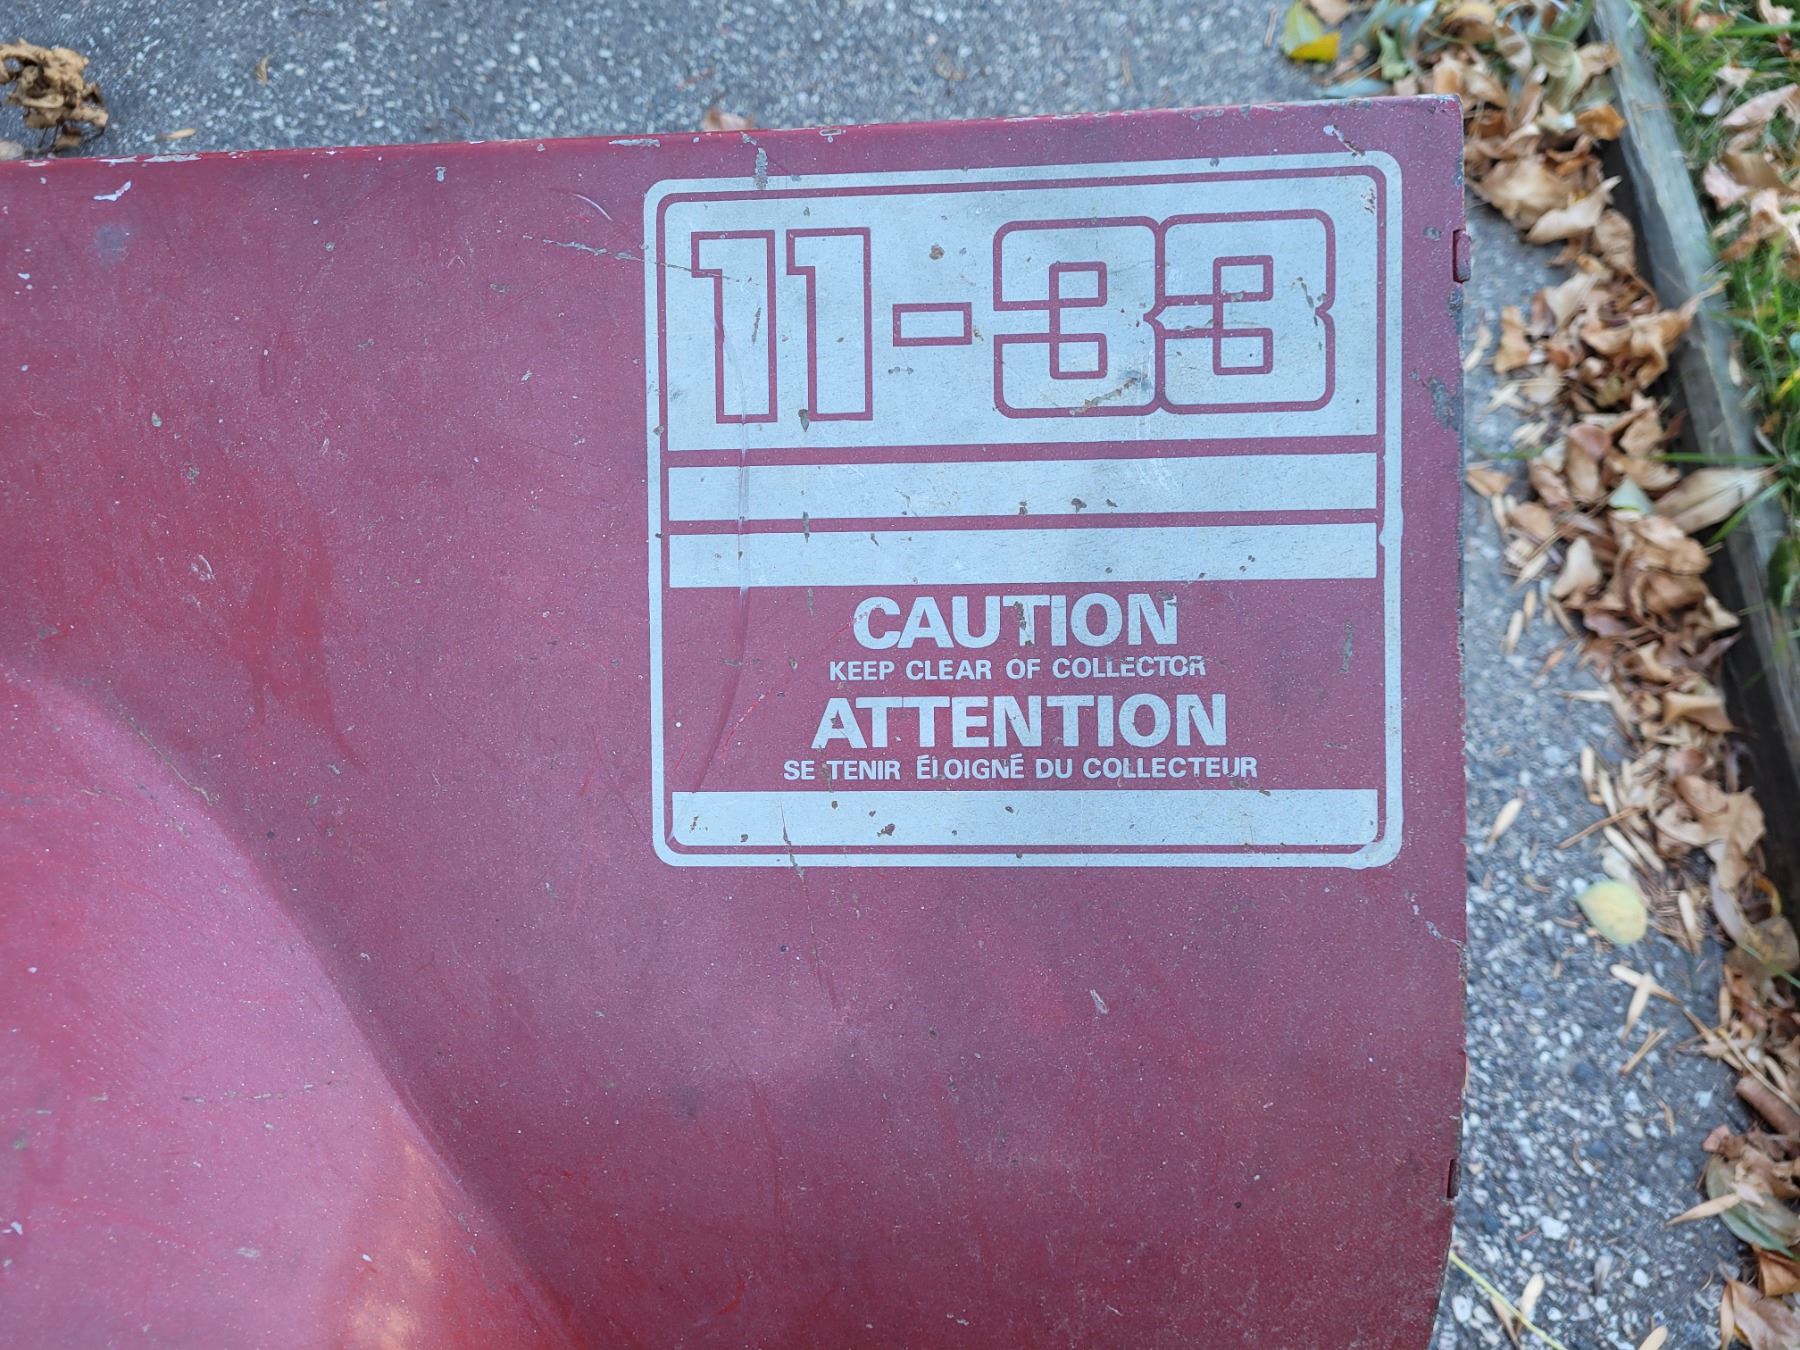 11-33
CAUTION
KEEP CLEAR OF COLLECTOR
ATTENTION
SE TENIR ÉLOIGNÉ DU COLLECTEUR